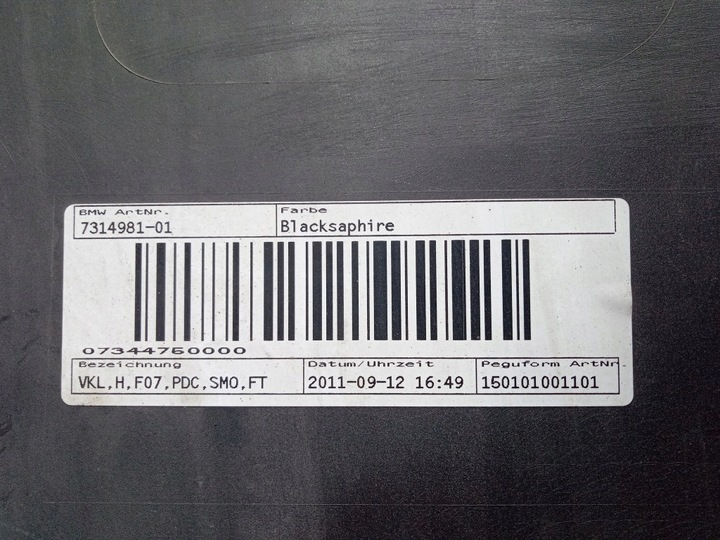 BMW ArtNr. Farbe
7314981-01 Blacksaphire
07344760000
Bezeichnung Datum/Uhrzeit Peguform ArtNr.
VKL,H,F07,PDC,SMO,FT 2011-09-12 16:49 150101001101